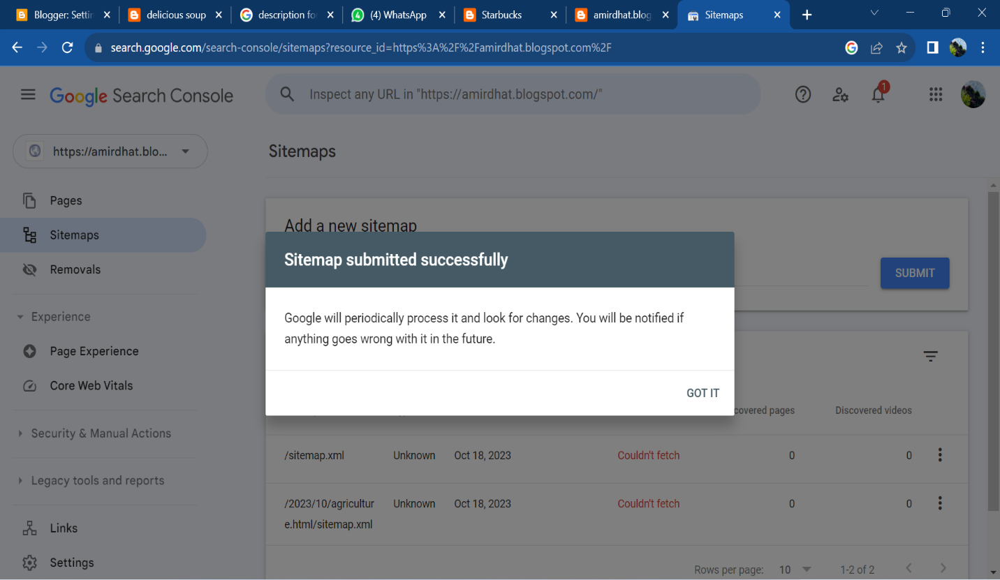 Blogger: Settin
delicious soup
description fo
(4) WhatsApp
Starbucks
amirdhat.blog
Sitemaps
search.google.com/search-console/sitemaps?resource_id=https%3A%2F%2Famirdhat.blogspot.com%2F
Google Search Console
Inspect any URL in "https://amirdhat.blogspot.com/"
1
https://amirdhat.blo...
Sitemaps
Pages
Sitemaps
Removals
Experience
Page Experience
Core Web Vitals
Security & Manual Actions
Legacy tools and reports
Links
Settings
Add a new sitemap
SUBMIT
Sitemap submitted successfully
Google will periodically process it and look for changes. You will be notified if
anything goes wrong with it in the future.
GOT IT
covered pages Discovered videos
/sitemap.xml Unknown Oct 18, 2023 Couldn't fetch 0 0
/2023/10/agricultur Unknown Oct 18, 2023 Couldn't fetch 0 0
e.html/sitemap.xml
Rows per page: 10 1-2 of 2